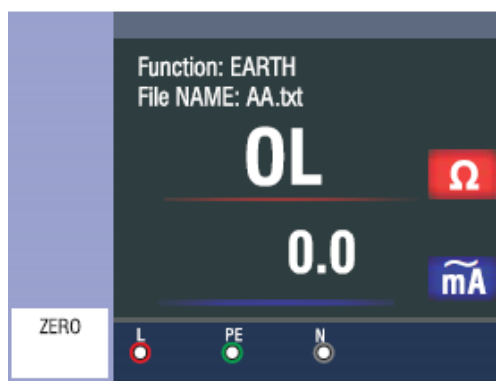 Function: EARTH
File NAME: AA.txt
OL
Ω
0.0
mA
ZERO
L PE N